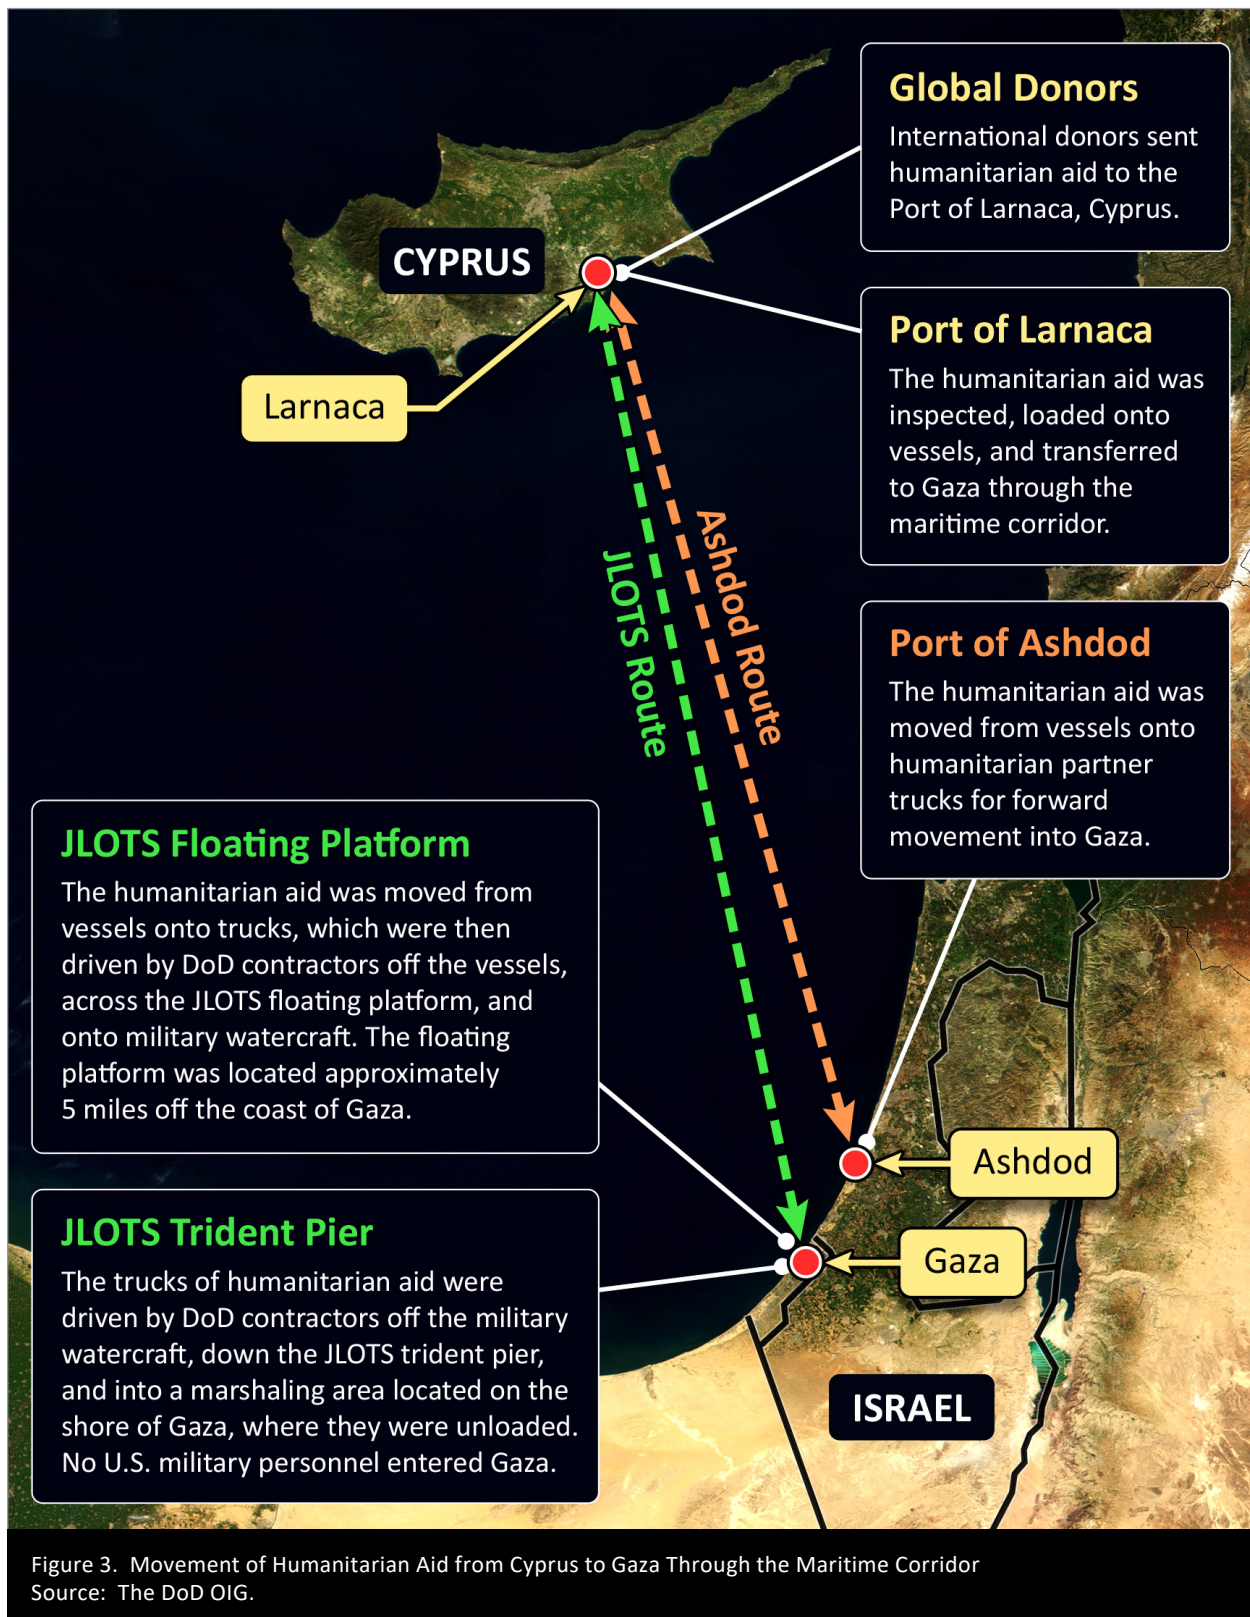 Global Donors
International donors sent
humanitarian aid to the
Port of Larnaca, Cyprus.
CYPRUS
Port of Larnaca
The humanitarian aid was
inspected, loaded onto
vessels, and transferred
to Gaza through the
maritime corridor.
Larnaca
JLOTS Route
Ashdod Route
Port of Ashdod
The humanitarian aid was
moved from vessels onto
humanitarian partner
trucks for forward
movement into Gaza.
JLOTS Floating Platform
The humanitarian aid was moved from
vessels onto trucks, which were then
driven by DoD contractors off the vessels,
across the JLOTS floating platform, and
onto military watercraft. The floating
platform was located approximately
5 miles off the coast of Gaza.
Ashdod
Gaza
JLOTS Trident Pier
The trucks of humanitarian aid were
driven by DoD contractors off the military
watercraft, down the JLOTS trident pier,
and into a marshaling area located on the
shore of Gaza, where they were unloaded.
No U.S. military personnel entered Gaza.
ISRAEL
Figure 3.  Movement of Humanitarian Aid from Cyprus to Gaza Through the Maritime Corridor
Source:  The DoD OIG.